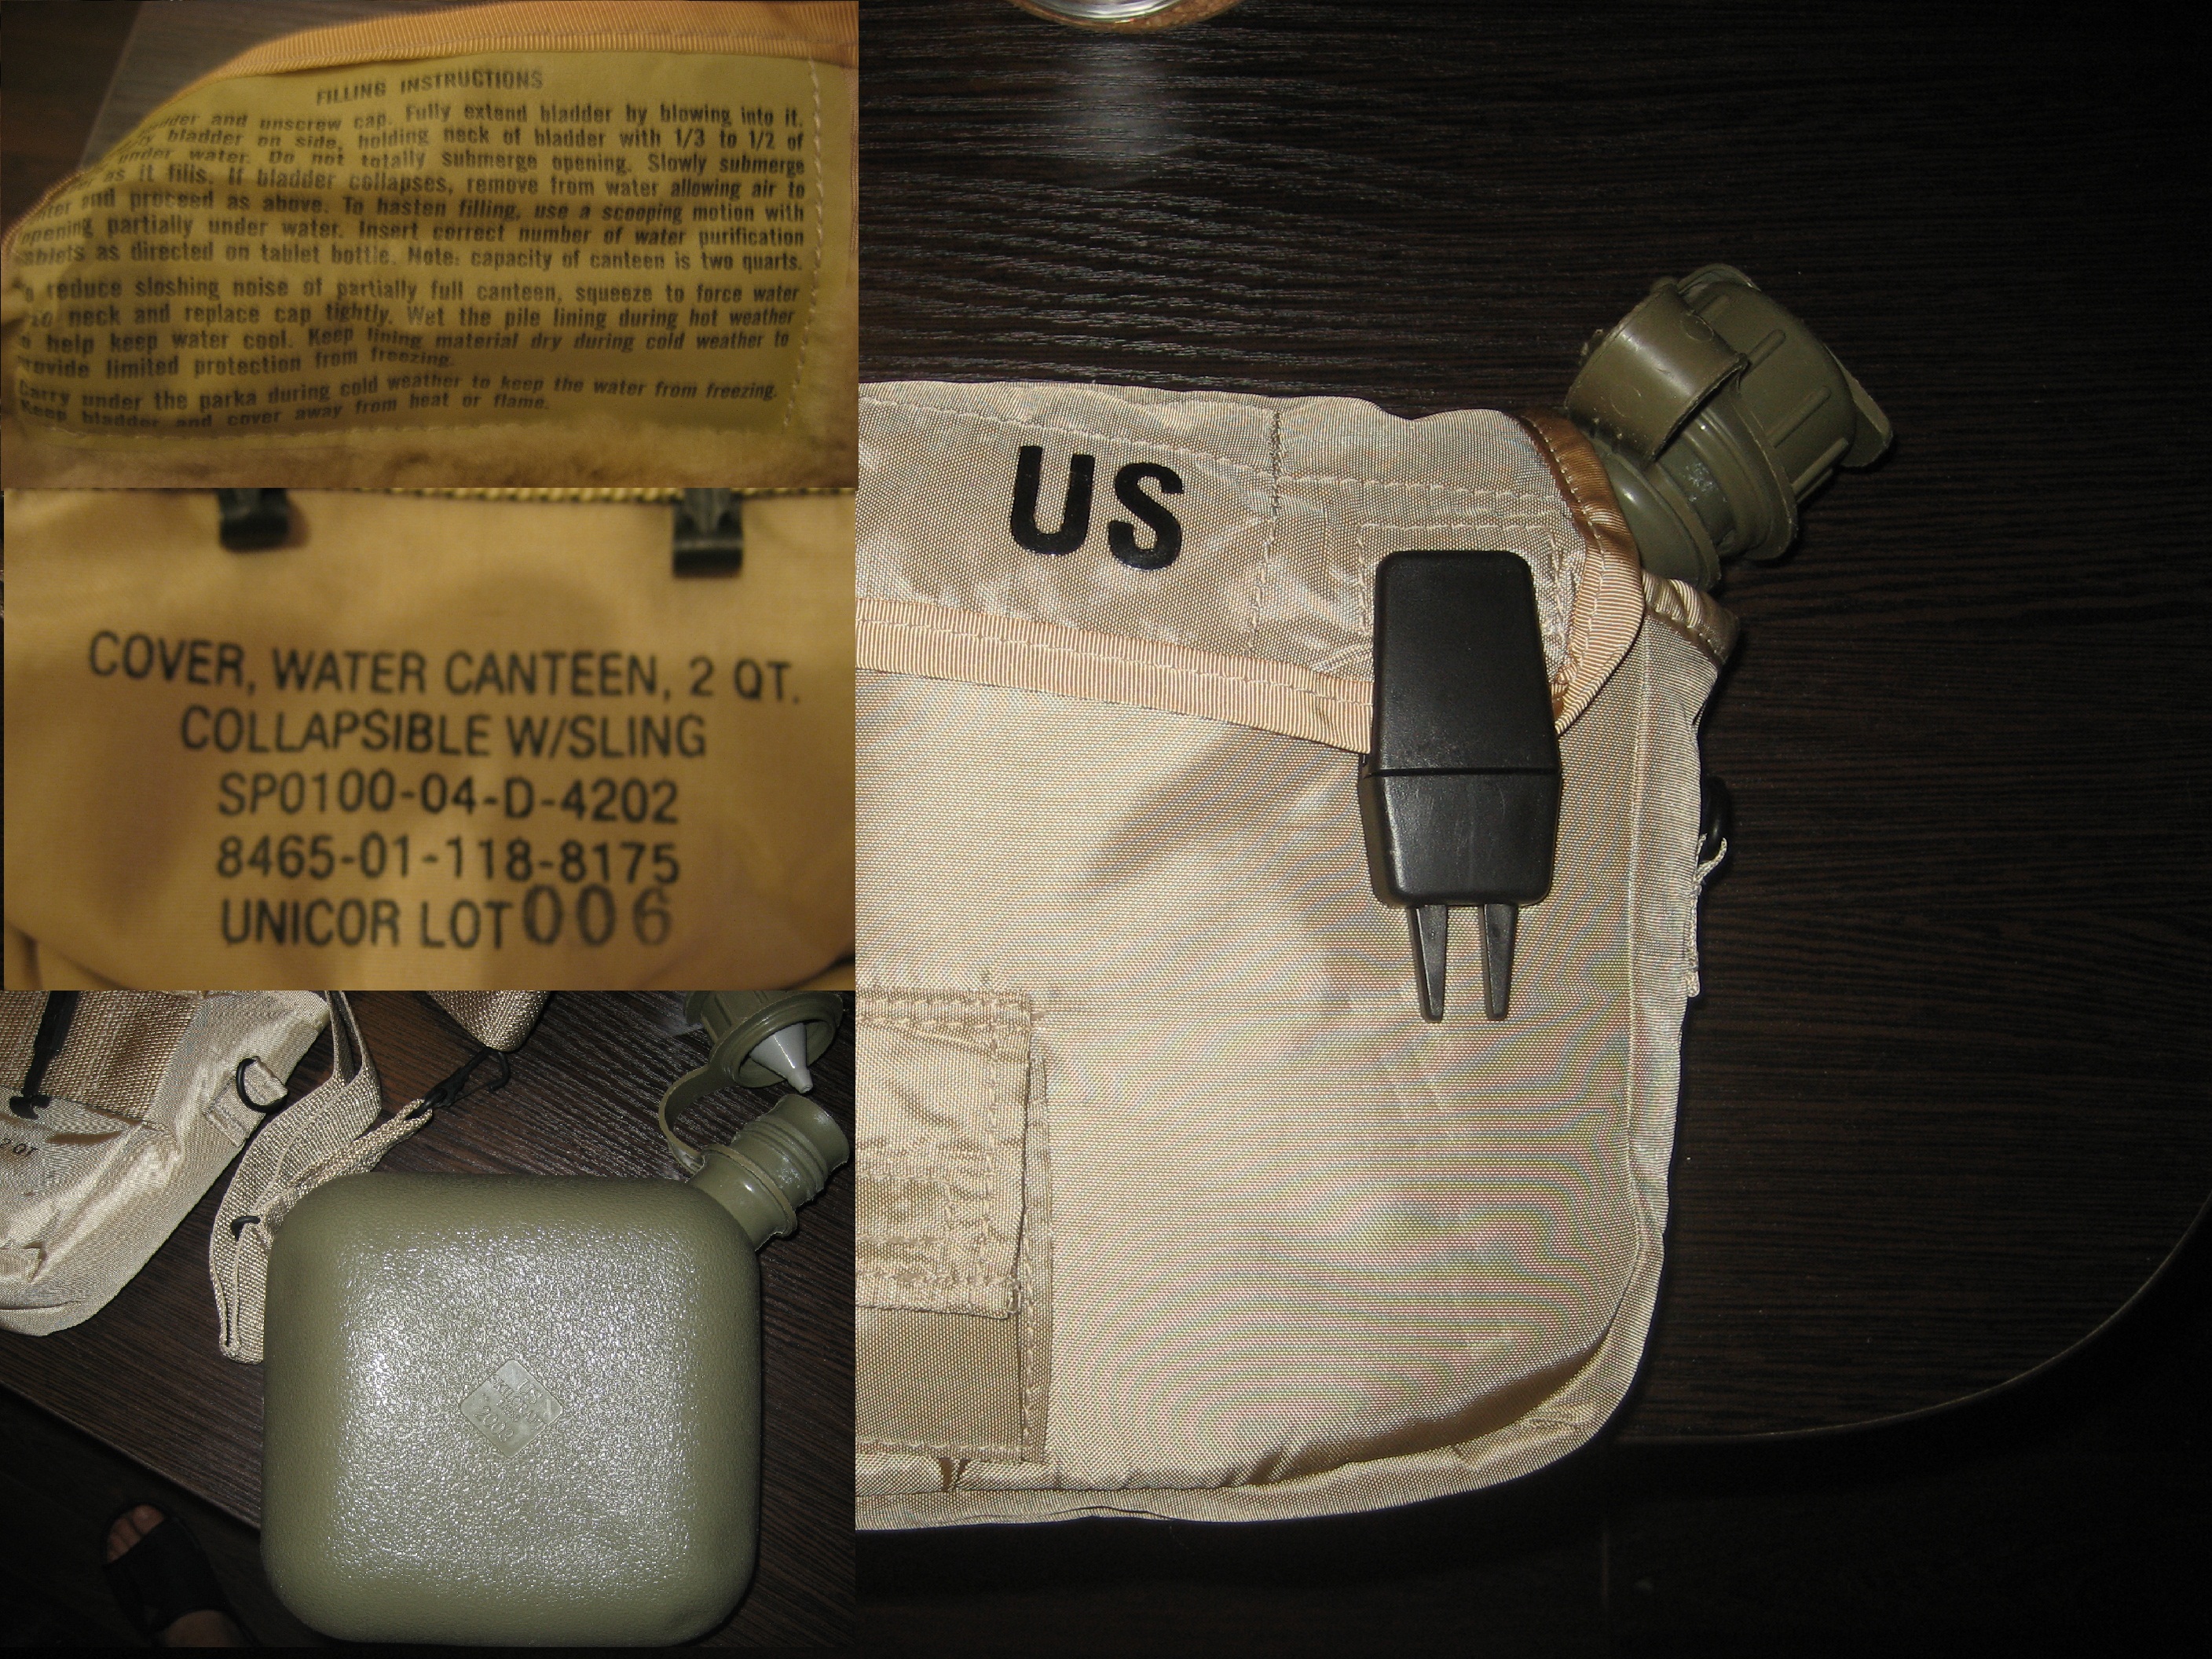 FILLING INSTRUCTIONS
and unscrew cap. Fully extend bladder by blowing into it.
bladder on side, holding neck of bladder with 1/3 to 1/2 of
under water. Do not totally submerge opening. Slowly submerge
as it fills. If bladder collapses, remove from water allowing air to
and proceed as above. To hasten filling, use a scooping motion with
opening partially under water. Insert correct number of water purification
tablets as directed on tablet bottle. Note: capacity of canteen is two quarts.
reduce sloshing noise of partially full canteen, squeeze to force water
neck and replace cap tightly. Wet the pile lining during hot weather
help keep water cool. Keep lining material dry during cold weather to
provide limited protection from freezing.
Carry under the parka during cold weather to keep the water from freezing.
Keep bladder and cover away from heat or flame.
COVER, WATER CANTEEN, 2 QT.
COLLAPSIBLE W/SLING
SP0100-04-D-4202
8465-01-118-8175
UNICOR LOT 006
US
2 QT
US